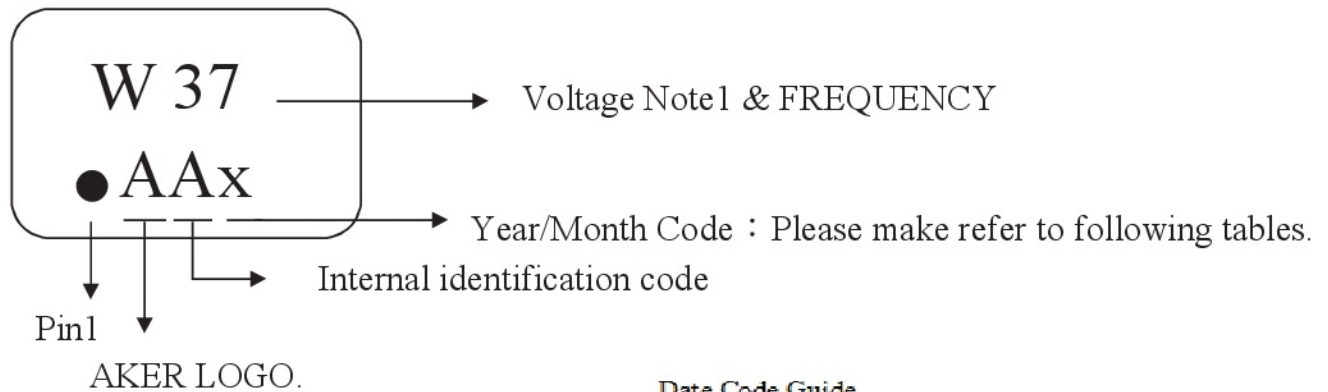 W 37
Voltage Note1 & FREQUENCY
AAx
Year/Month Code：Please make refer to following tables.
Internal identification code
Pin1
AKER LOGO.
Date Code Guide